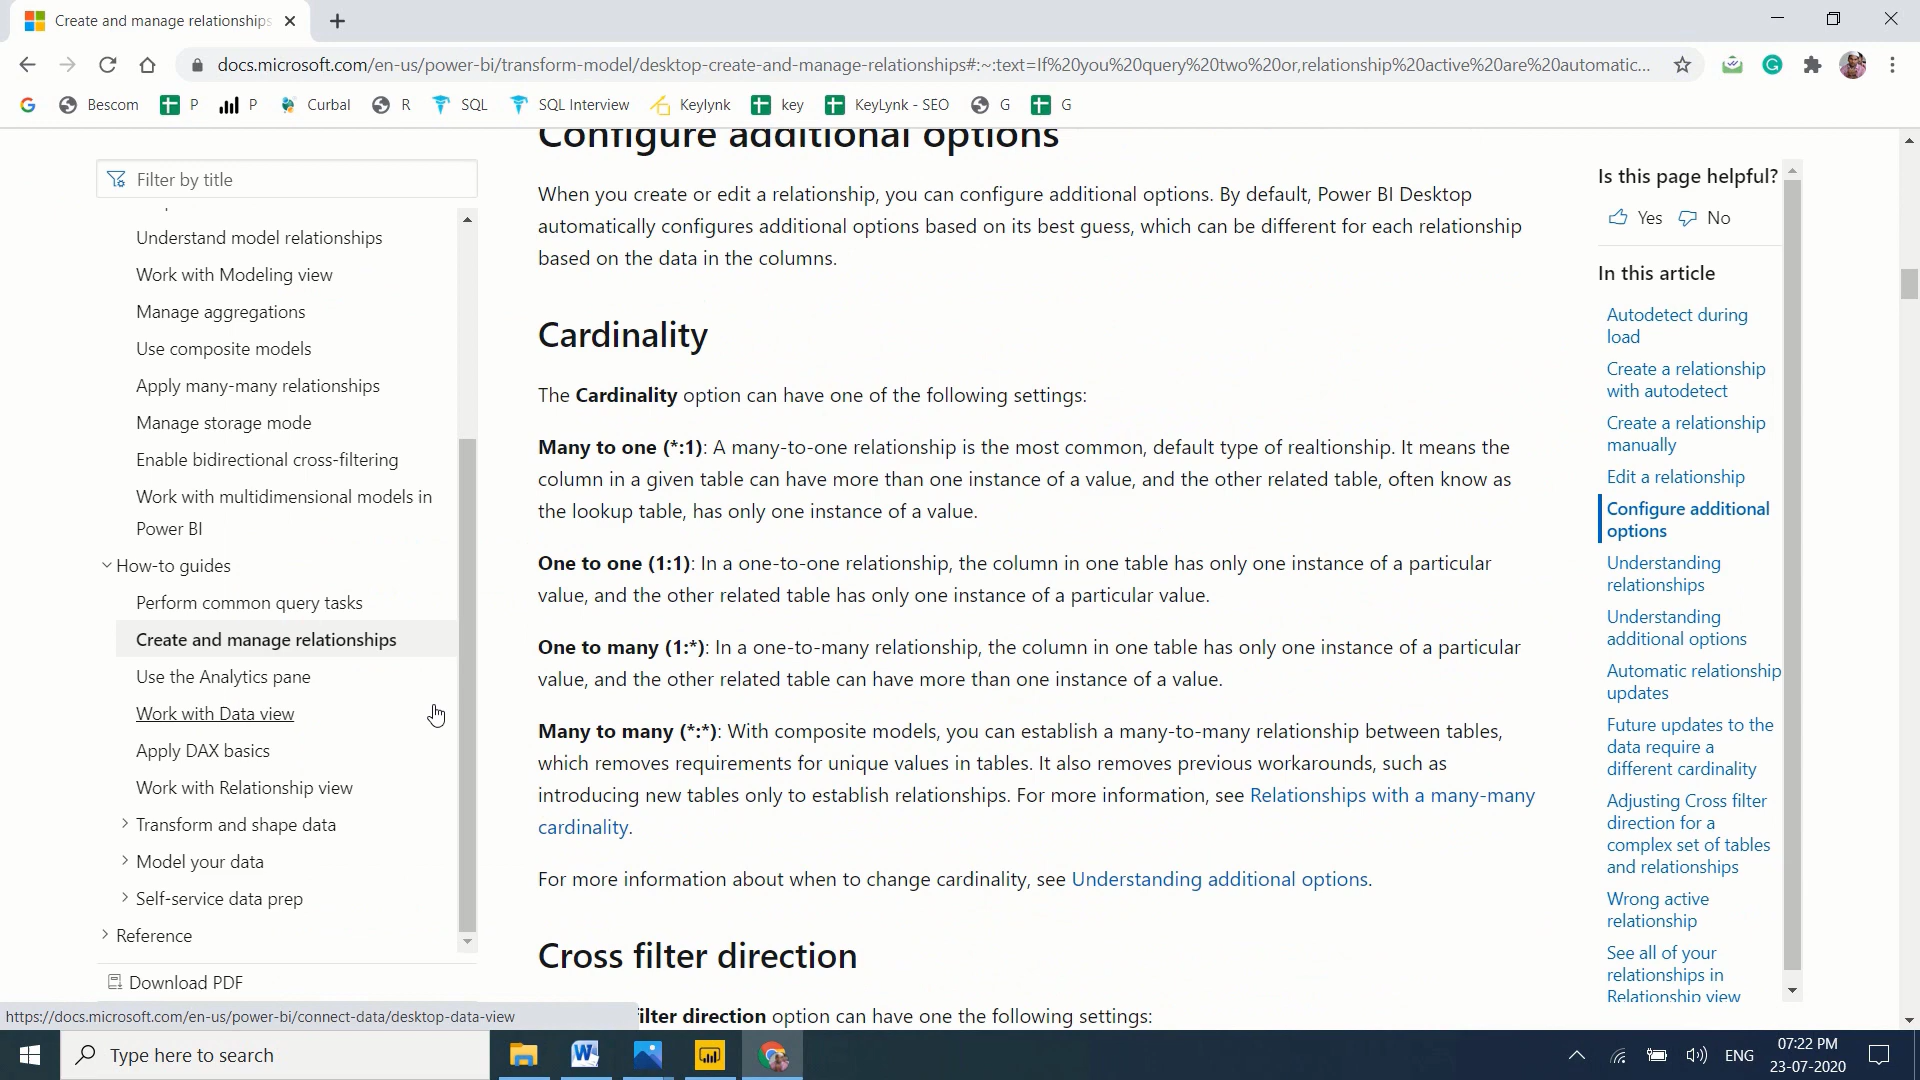 Create and manage relationships
docs.microsoft.com/en-us/power-bi/transform-model/desktop-create-and-manage-relationships#:~:text=If%20you%20query%20two%20or,relationship%20active%20are%20automatic...
Bescom P P Curbal R SQL SQL Interview Keylynk key KeyLynk - SEO G G
Filter by title
Understand model relationships
Work with Modeling view
Manage aggregations
Use composite models
Apply many-many relationships
Manage storage mode
Enable bidirectional cross-filtering
Work with multidimensional models in
Power BI
How-to guides
Perform common query tasks
Create and manage relationships
Use the Analytics pane
Work with Data view
Apply DAX basics
Work with Relationship view
Transform and shape data
Model your data
Self-service data prep
Reference
Download PDF
https://docs.microsoft.com/en-us/power-bi/connect-data/desktop-data-view
Configure additional options
When you create or edit a relationship, you can configure additional options. By default, Power BI Desktop
automatically configures additional options based on its best guess, which can be different for each relationship
based on the data in the columns.
Cardinality
The Cardinality option can have one of the following settings:
Many to one (*:1): A many-to-one relationship is the most common, default type of realtionship. It means the
column in a given table can have more than one instance of a value, and the other related table, often know as
the lookup table, has only one instance of a value.
One to one (1:1): In a one-to-one relationship, the column in one table has only one instance of a particular
value, and the other related table has only one instance of a particular value.
One to many (1:*): In a one-to-many relationship, the column in one table has only one instance of a particular
value, and the other related table can have more than one instance of a value.
Many to many (*:*): With composite models, you can establish a many-to-many relationship between tables,
which removes requirements for unique values in tables. It also removes previous workarounds, such as
introducing new tables only to establish relationships. For more information, see Relationships with a many-many
cardinality.
For more information about when to change cardinality, see Understanding additional options.
Cross filter direction
filter direction option can have one the following settings:
Is this page helpful?
Yes No
In this article
Autodetect during
load
Create a relationship
with autodetect
Create a relationship
manually
Edit a relationship
Configure additional
options
Understanding
relationships
Understanding
additional options
Automatic relationship
updates
Future updates to the
data require a
different cardinality
Adjusting Cross filter
direction for a
complex set of tables
and relationships
Wrong active
relationship
See all of your
relationships in
Relationship view
Type here to search
ENG
07:22 PM
23-07-2020